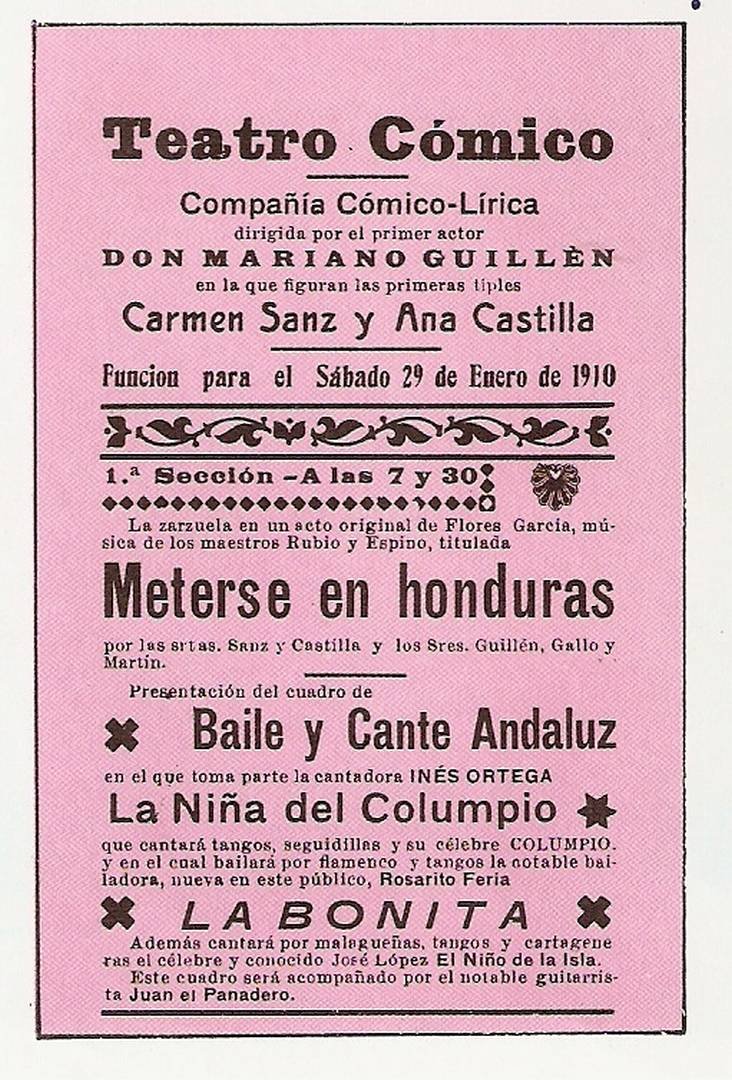 Teatro Cómico
Compañía Cómico-Lírica
dirigida por el primer actor
DON MARIANO GUILLÈN
en la que figuran las primeras tiples
Carmen Sanz y Ana Castilla
Funcion para el Sábado 29 de Enero de 1910
1.ª Sección -A las 7 y 30
La zarzuela en un acto original de Flores Garcia, mú-
sica de los maestros Rubio y Espino, titulada
Meterse en honduras
por las srtas. Sanz y Castilla y los Sres. Guillén, Gallo y
Martín.
Presentación del cuadro de
Baile y Cante Andaluz
en el que toma parte la cantadora INÉS ORTEGA
La Niña del Columpio
que cantará tangos, seguidillas y su célebre COLUMPIO.
y en el cual bailará por flamenco y tangos la notable bai-
ladora, nueva en este público, Rosarito Feria
LA BONITA
Además cantará por malagueñas, tangos y cartagene
ras el célebre y conocido José López El Niño de la Isla.
Este cuadro será acompañado por el notable guitarris-
ta Juan el Panadero.